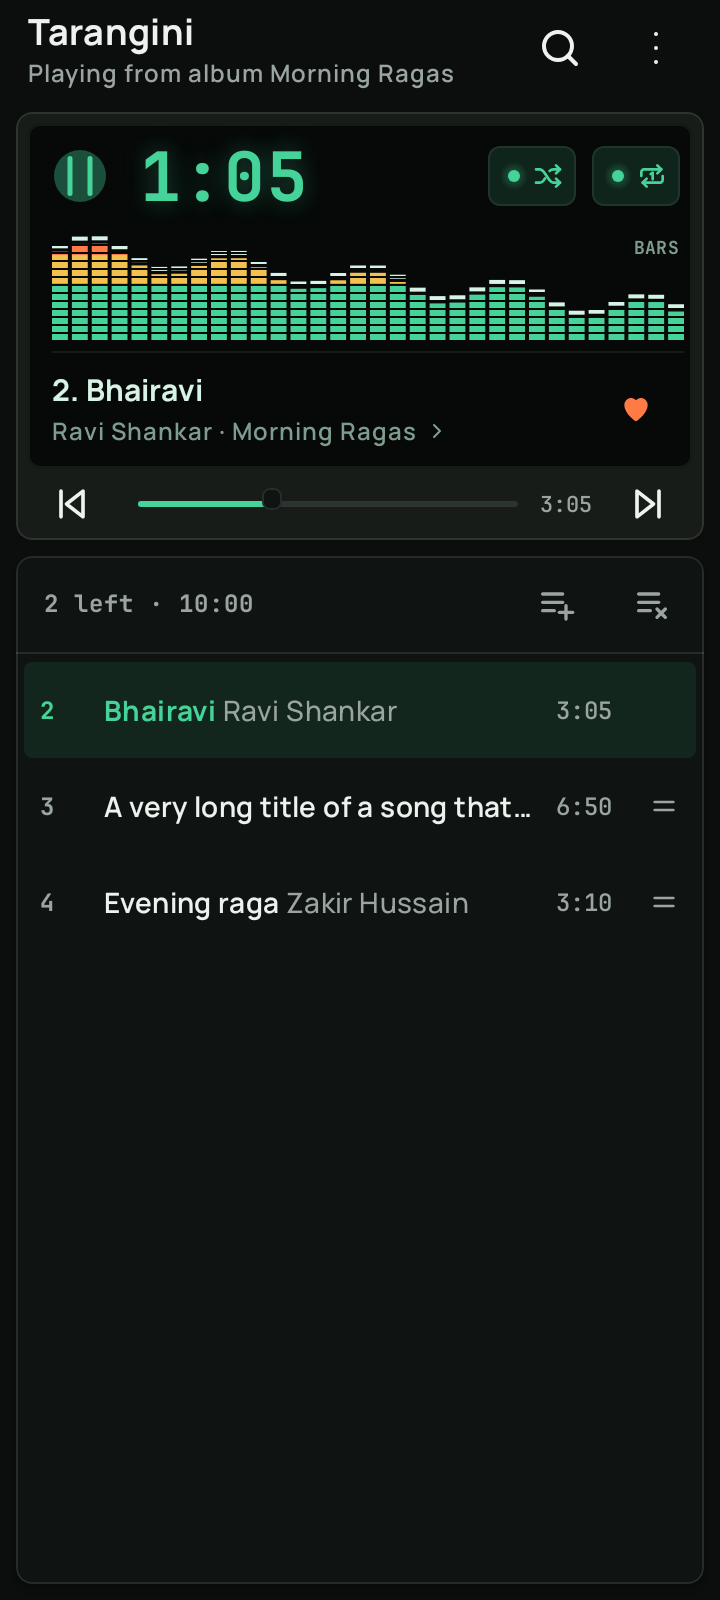 Tarangini
Playing from album Morning Ragas
1:05
BARS
2. Bhairavi
Ravi Shankar · Morning Ragas
3:05
2 left · 10:00
2 Bhairavi Ravi Shankar 3:05
3 A very long title of a song that… 6:50
4 Evening raga Zakir Hussain 3:10